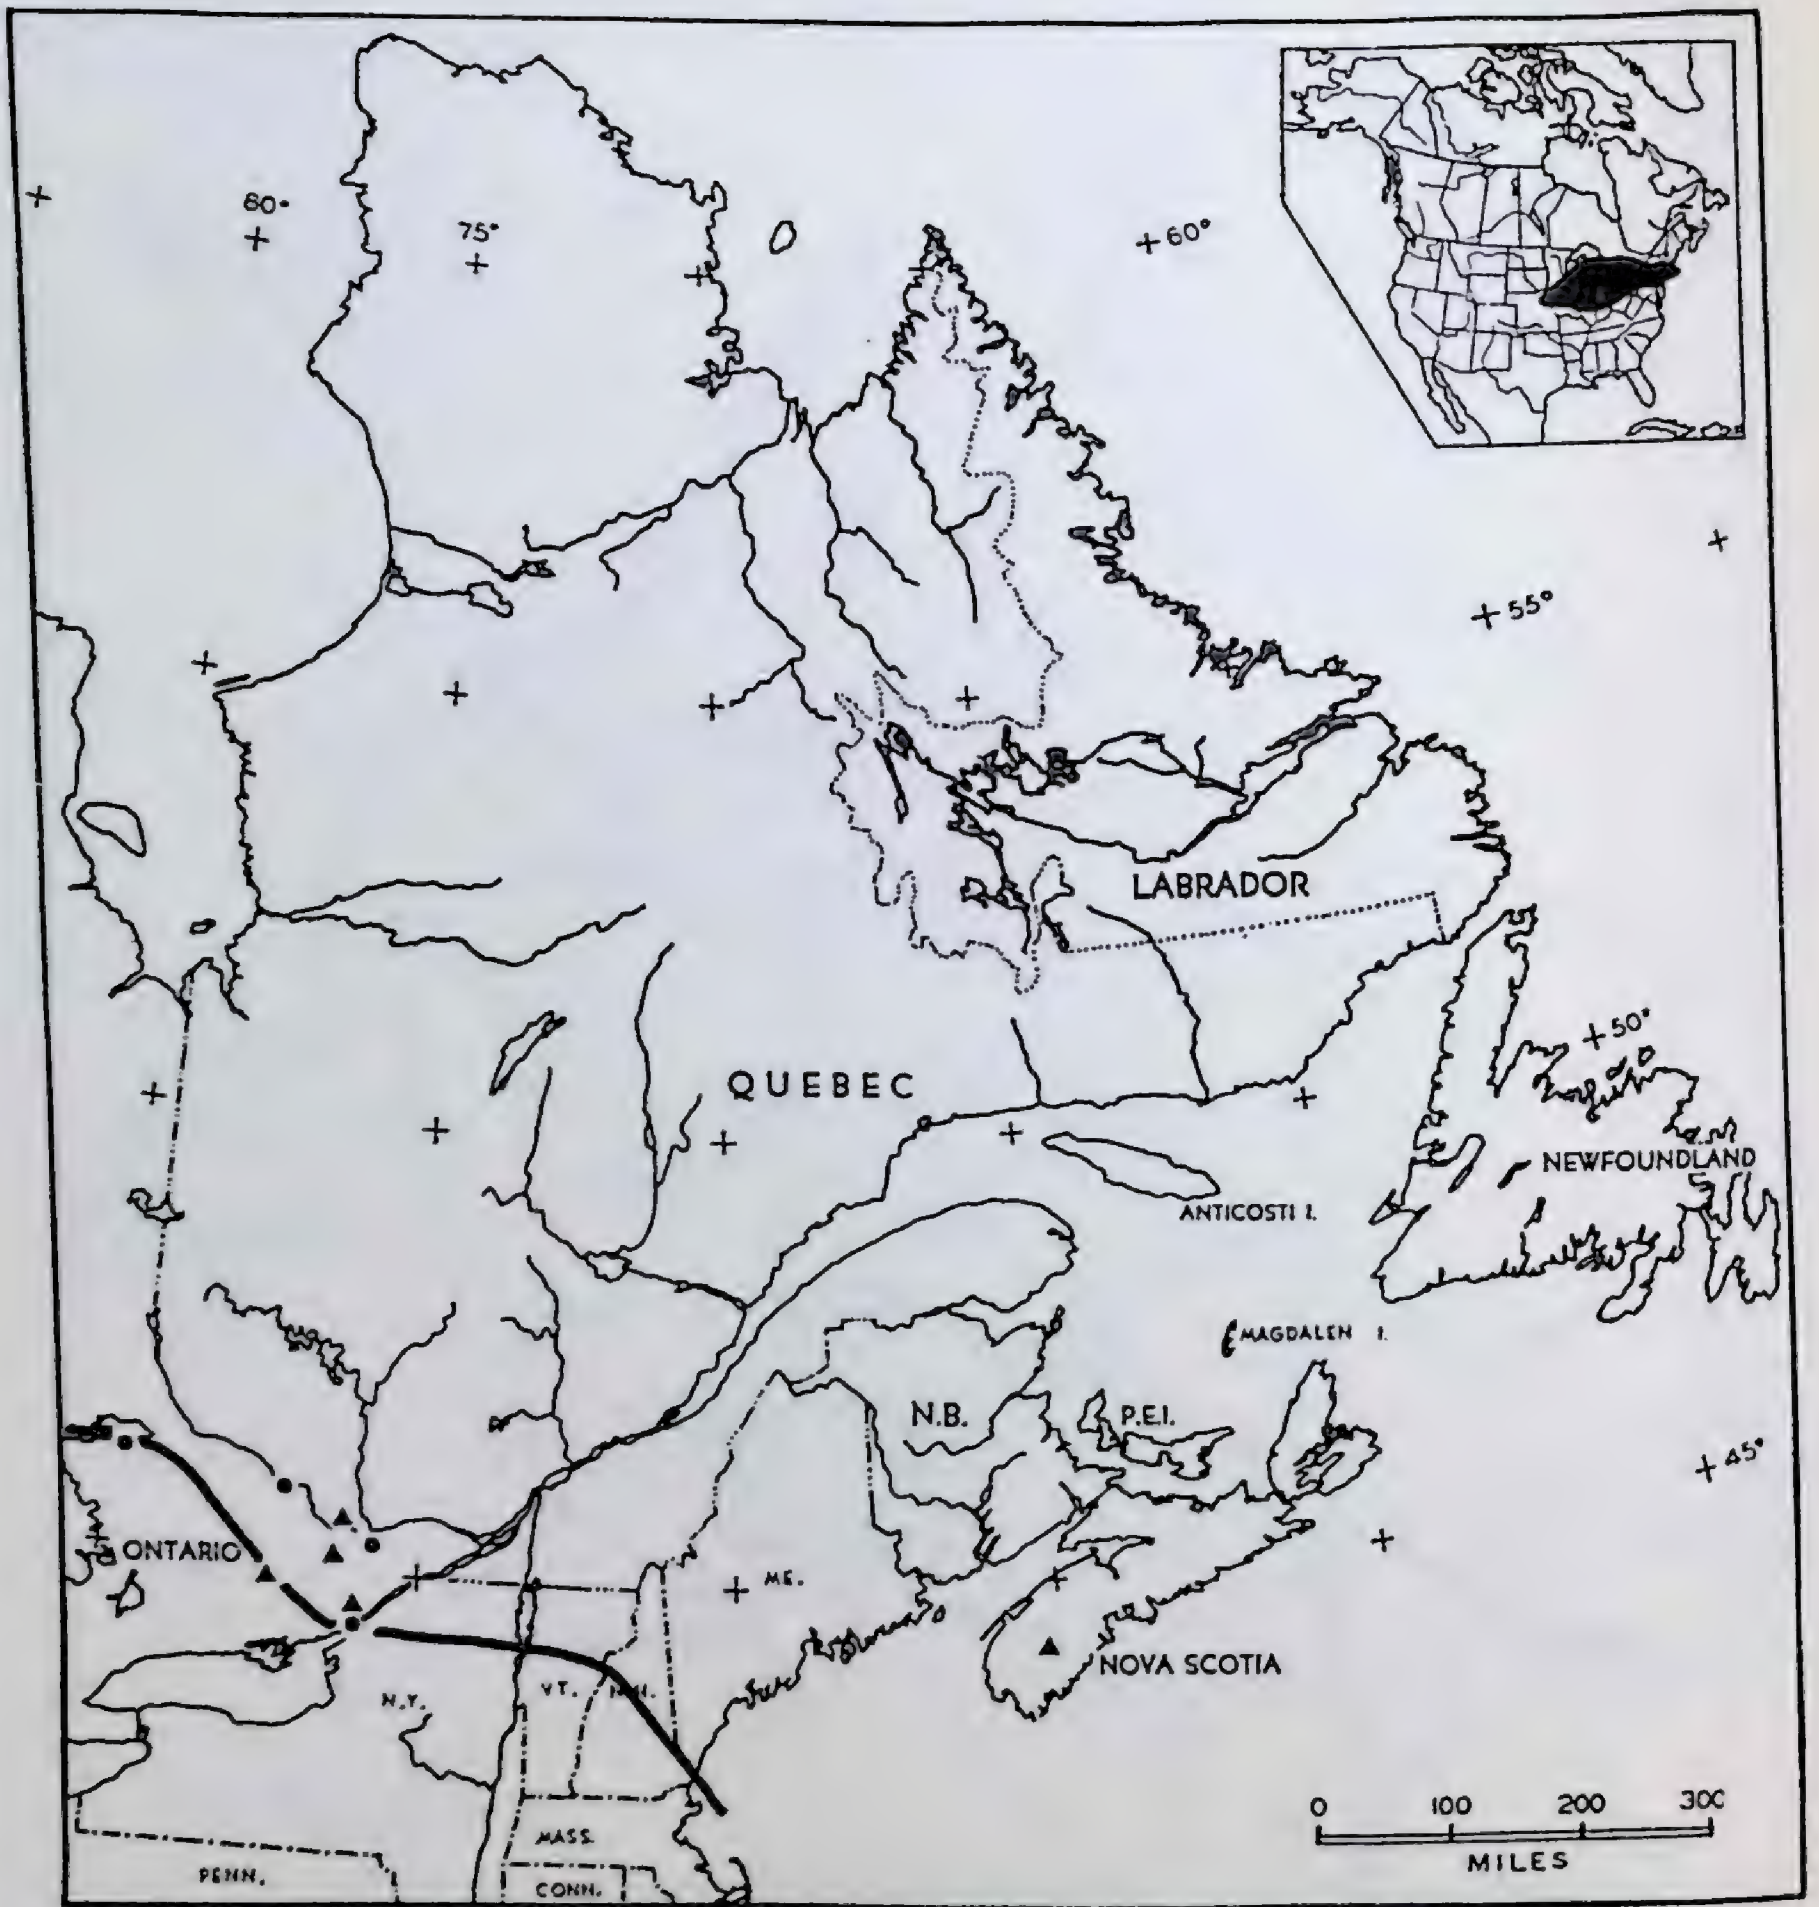 80°
75°
60°
55°
LABRADOR
50°
QUEBEC
NEWFOUNDLAND
ANTICOSTI I.
MAGDALEN I.
N.B.
P.E.I.
45°
ONTARIO
ME.
NOVA SCOTIA
N.Y.
VT.
N.H.
0 100 200 300
MILES
MASS.
PENN.
CONN.